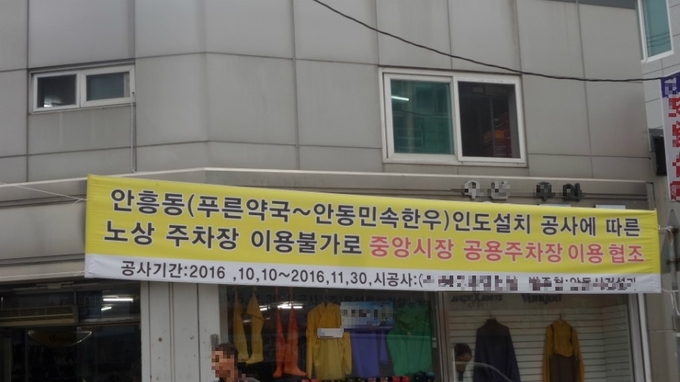 안흥동(푸른약국~안동민속한우)인도설치 공사에 따른
노상 주차장 이용불가로 중앙시장 공용주차장 이용 협조
공사기간:2016 ,10,10~2016,11,30,시공사:(